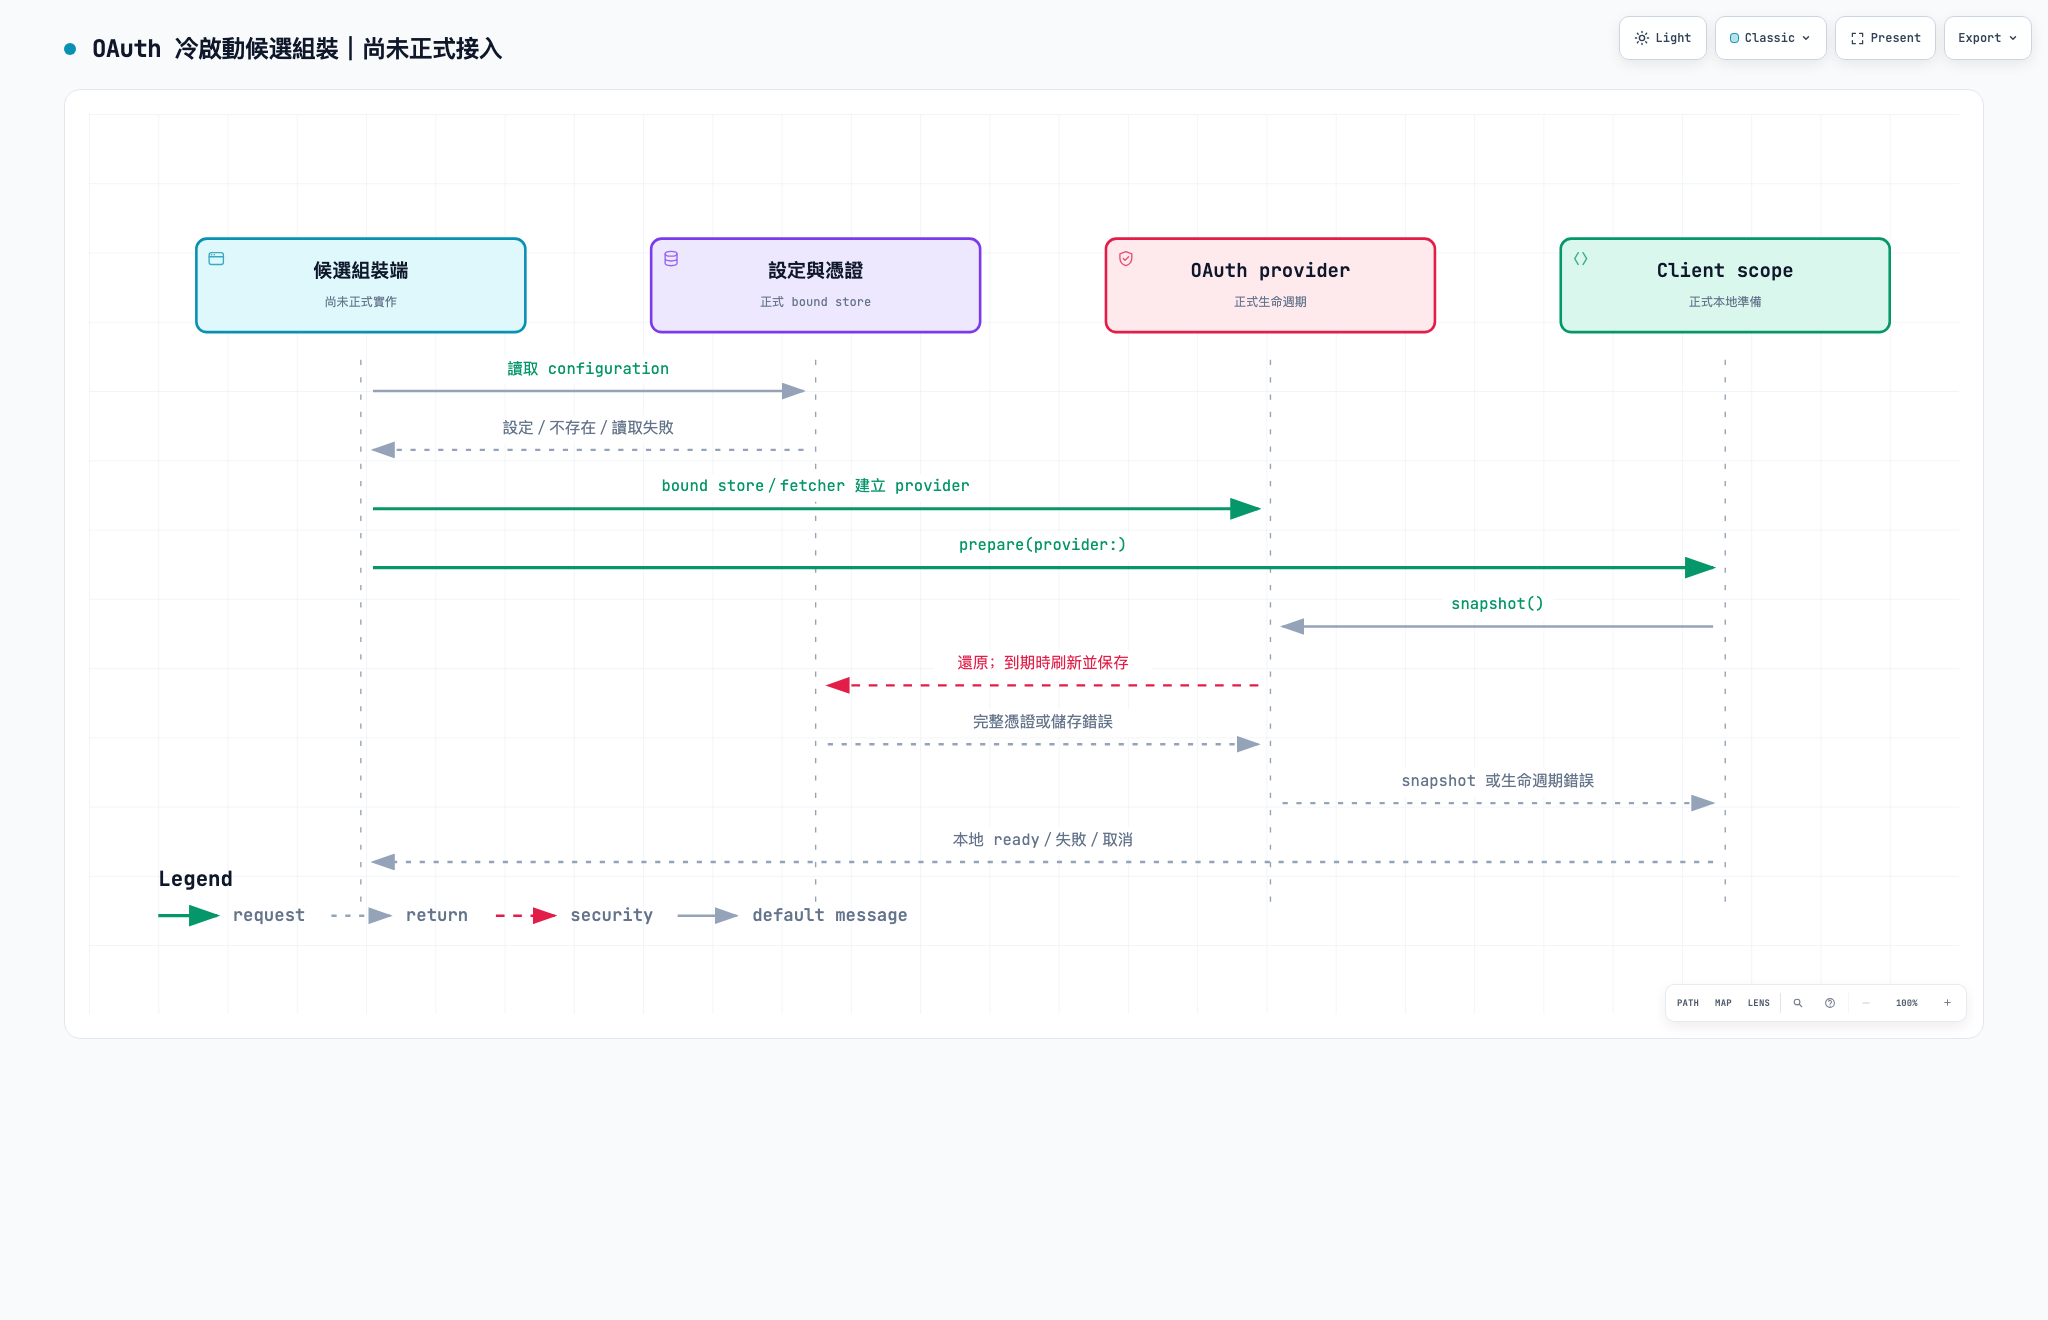 OAuth 冷啟動候選組裝｜尚未正式接入
Light
Classic
Present
Export
候選組裝端
尚未正式實作
設定與憑證
正式 bound store
OAuth provider
正式生命週期
Client scope
正式本地準備
讀取 configuration
設定 / 不存在 / 讀取失敗
bound store / fetcher 建立 provider
prepare(provider:)
snapshot()
還原；到期時刷新並保存
完整憑證或儲存錯誤
snapshot 或生命週期錯誤
本地 ready / 失敗 / 取消
Legend
request
return
security
default message
PATH
MAP
LENS
100%